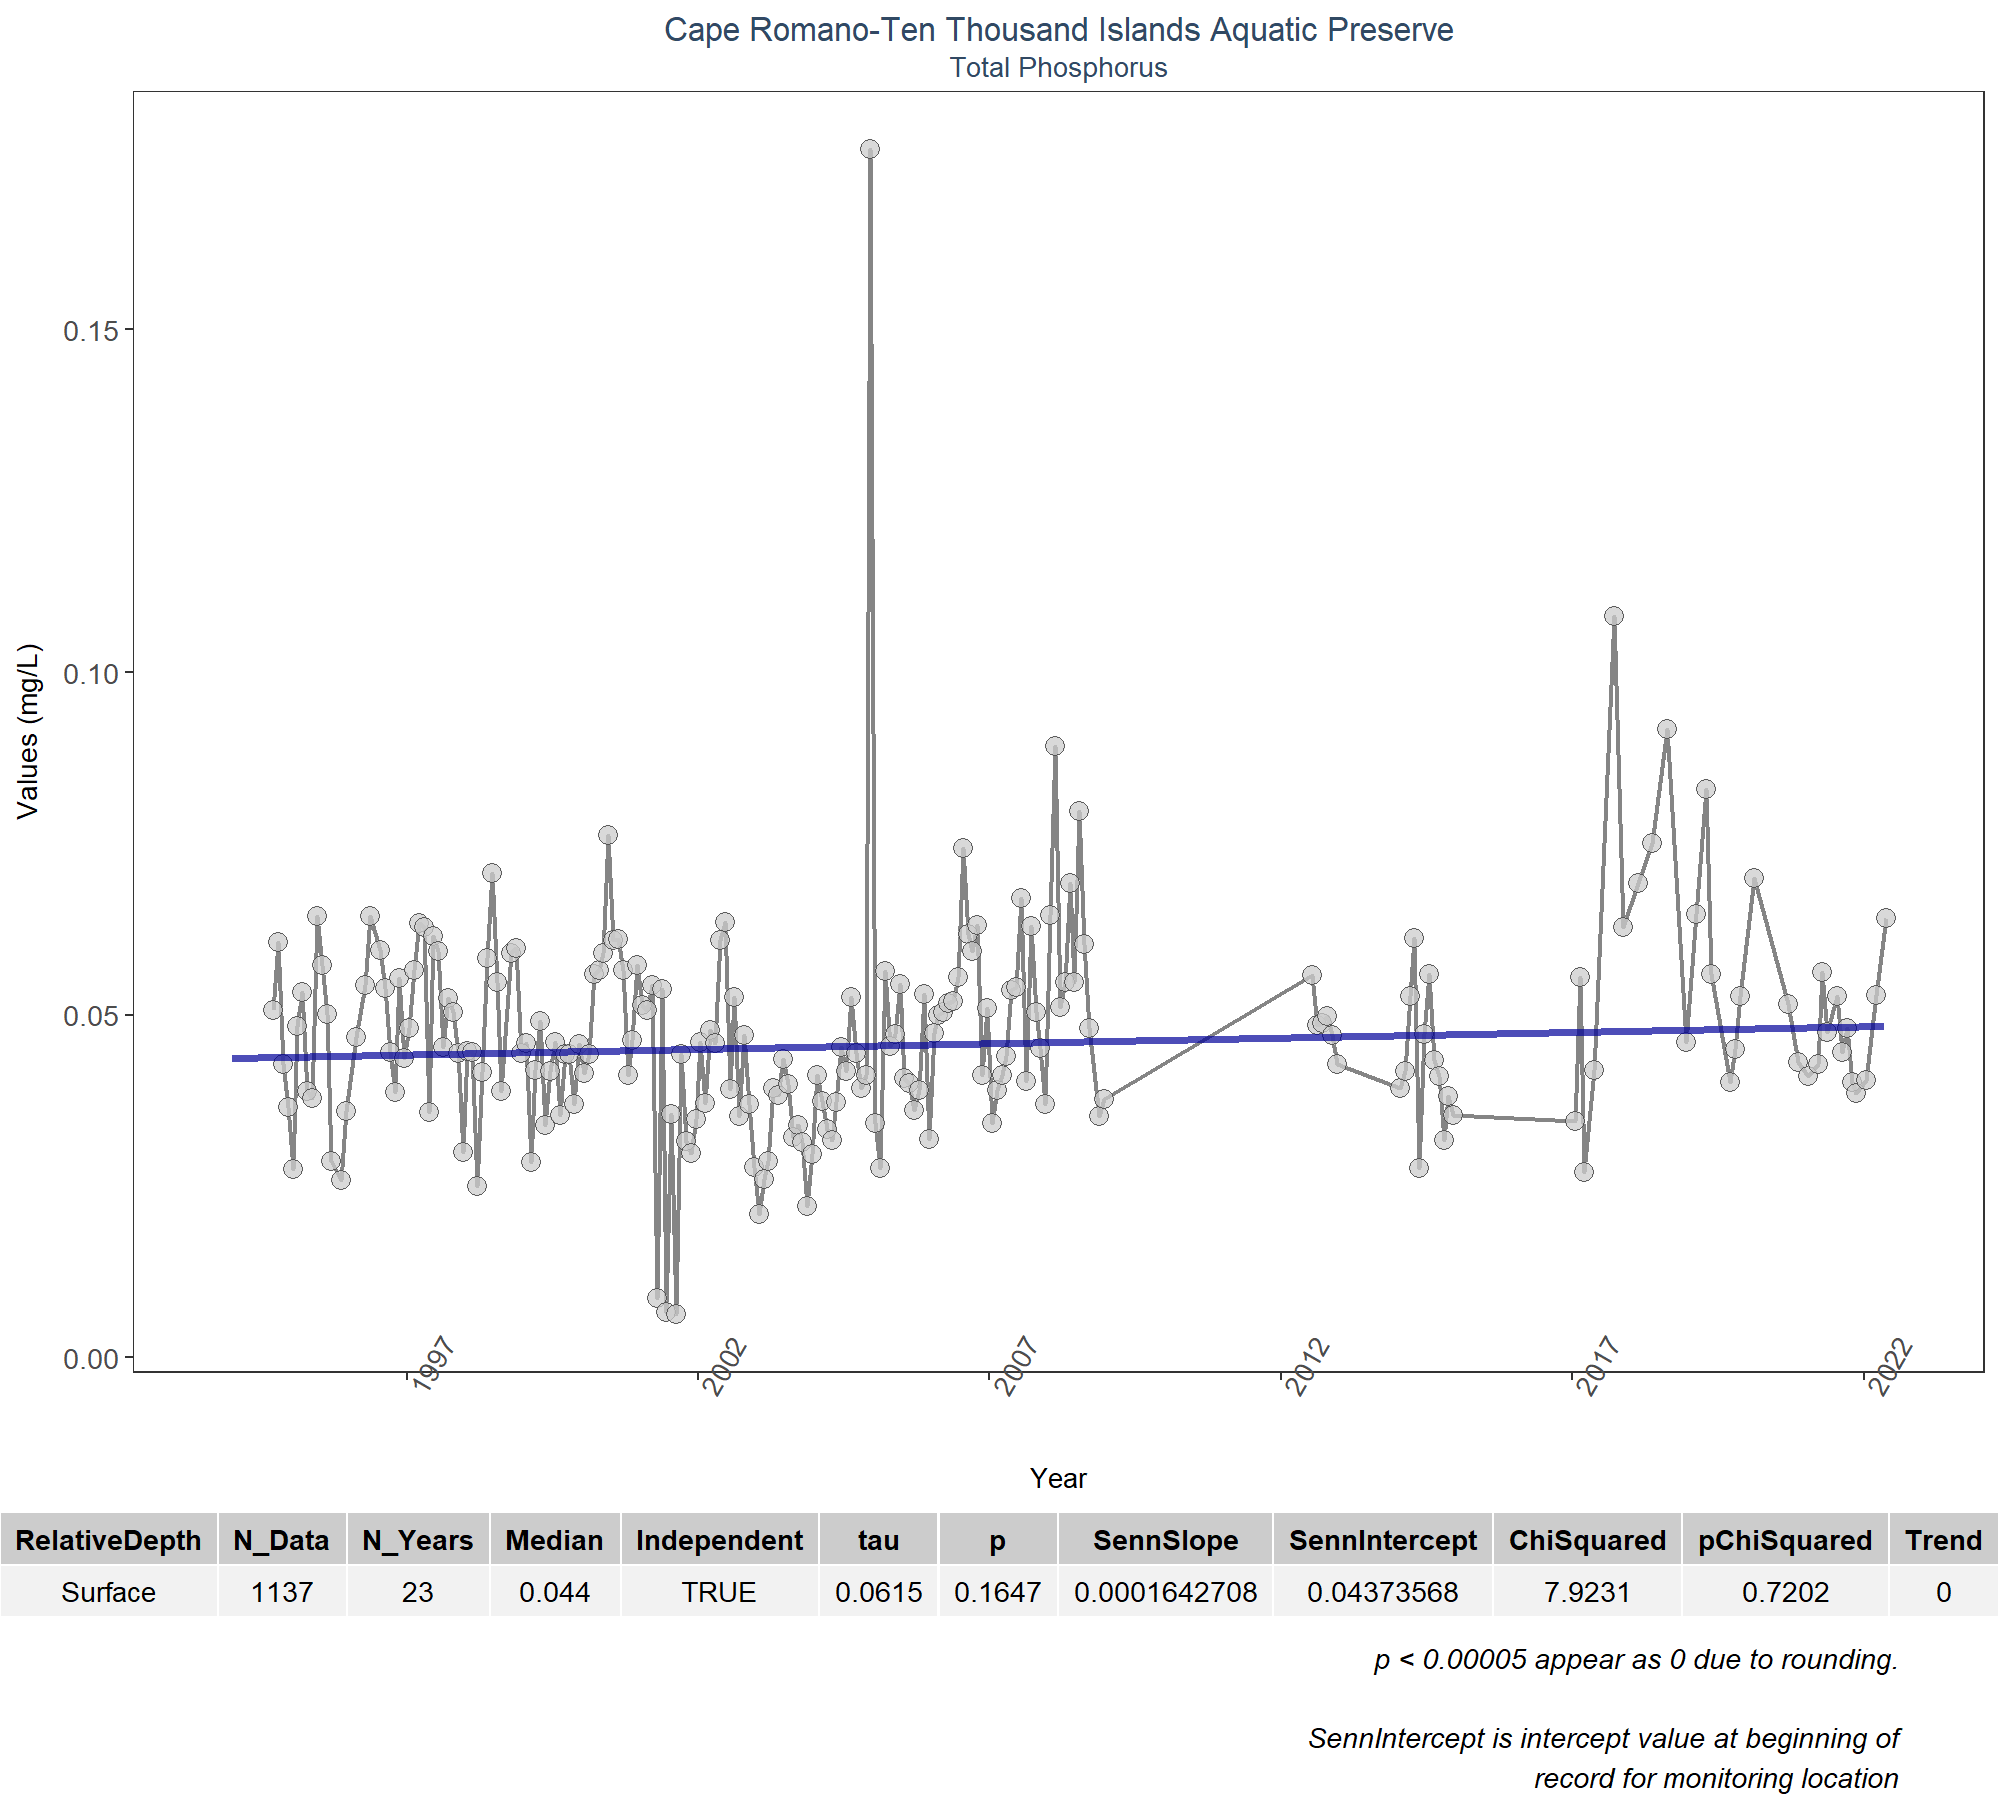 Cape Romano-Ten Thousand Islands Aquatic Preserve
Total Phosphorus
Values (mg/L)
0.15
0.10
0.05
0.00
1997 2002 2007 2012 2017 2022
Year
RelativeDepth N_Data N_Years Median Independent tau p SennSlope SennIntercept ChiSquared pChiSquared Trend
Surface 1137 23 0.044 TRUE 0.0615 0.1647 0.0001642708 0.04373568 7.9231 0.7202 0
p < 0.00005 appear as 0 due to rounding.
SennIntercept is intercept value at beginning of
record for monitoring location